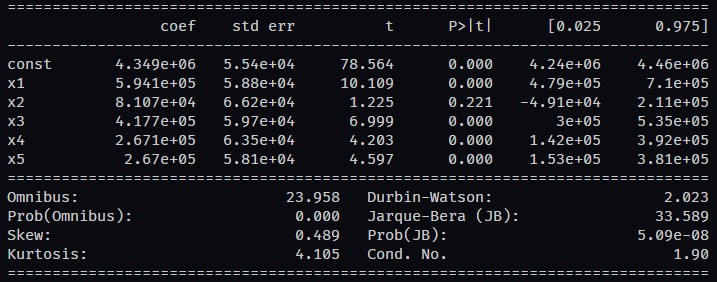 ==============================================================================
                 coef    std err          t      P>|t|      [0.025      0.975]
------------------------------------------------------------------------------
const       4.349e+06   5.54e+04     78.564      0.000    4.24e+06    4.46e+06
x1          5.941e+05   5.88e+04     10.109      0.000    4.79e+05     7.1e+05
x2          8.107e+04   6.62e+04      1.225      0.221   -4.91e+04    2.11e+05
x3          4.177e+05   5.97e+04      6.999      0.000       3e+05    5.35e+05
x4          2.671e+05   6.35e+04      4.203      0.000    1.42e+05    3.92e+05
x5           2.67e+05   5.81e+04      4.597      0.000    1.53e+05    3.81e+05
==============================================================================
Omnibus:                       23.958   Durbin-Watson:                   2.023
Prob(Omnibus):                  0.000   Jarque-Bera (JB):               33.589
Skew:                           0.489   Prob(JB):                     5.09e-08
Kurtosis:                       4.105   Cond. No.                         1.90
==============================================================================